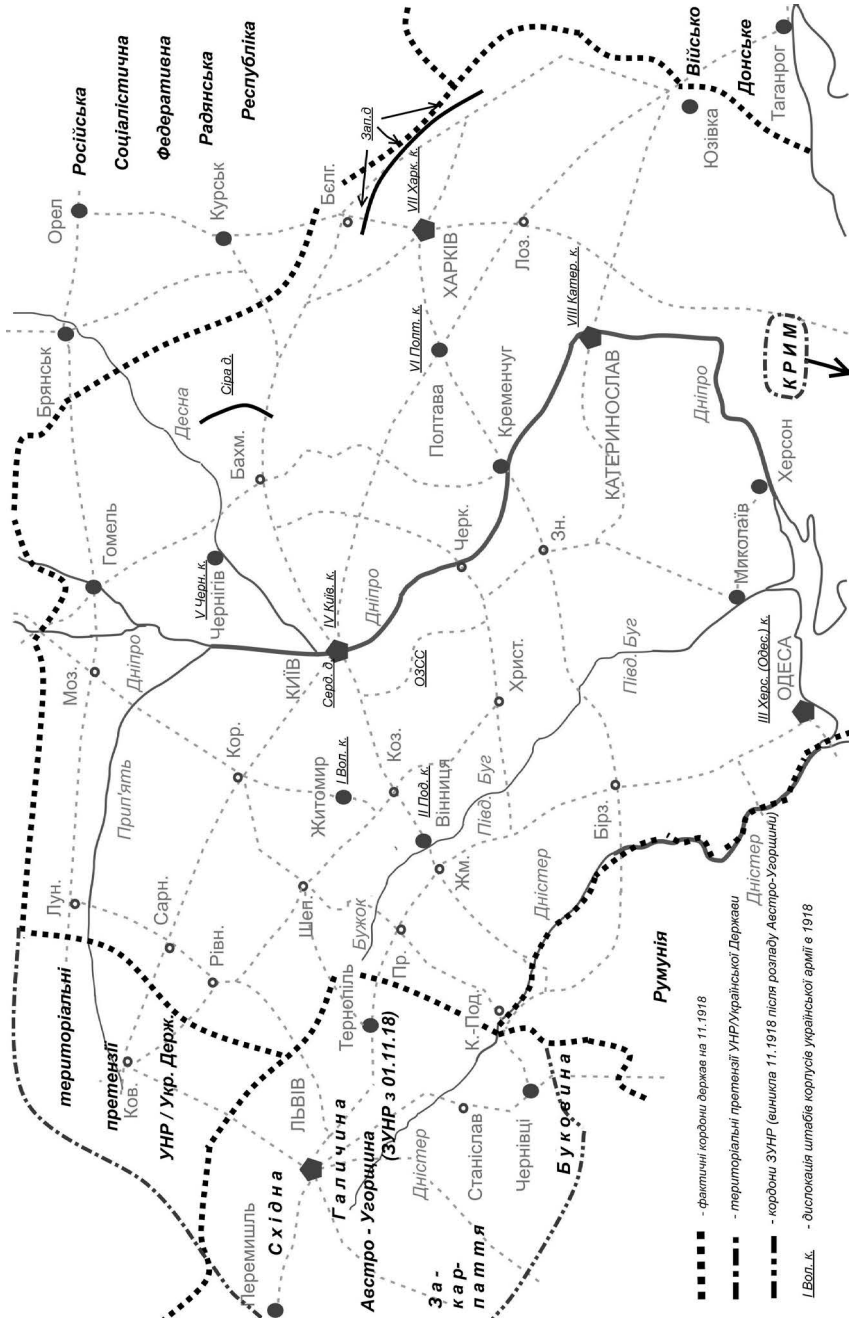 Російська
Соціалістична
Федеративна
Радянська
Республіка
Орел
Курськ
Брянськ
Бєлг.
Зап.д
VII Харк. к.
ХАРКІВ
Лоз.
Військо
Донське
Юзівка
Таганрог
Десна
Сіра д.
Бахм.
VI Полт. к.
Полтава
Кременчуг
VIII Катер. к.
КАТЕРИНОСЛАВ
Дніпро
КРИМ
Херсон
Миколаїв
Гомель
V Черн. к.
Чернігів
Моз.
Дніпро
КИЇВ
IV Київ. к.
Серд. д.
Дніпро
Черк.
Зн.
ОЗСС
Христ.
Півд. Буг
III Херс. (Одес.) к.
ОДЕСА
Прип'ять
Кор.
Житомир
I Вол. к.
Коз.
II Под. к.
Вінниця
Півд. Буг
Бірз.
Дністер
Лун.
Сарн.
Рівн.
Шеп.
Бужок
Жм.
Пр.
Дністер
територіальні
претензії
УНР / Укр. Держ.
Ков.
Тернопіль
К.-Под.
Румунія
ЛЬВІВ
Перемишль
Східна
Галичина
Австро - Угорщина
(ЗУНР з 01.11.18)
Дністер
Станіслав
Чернівці
Буковина
За-
кар-
паття
- фактичні кордони держав на 11.1918
- територіальні претензії УНР/Української Держави
- кордони ЗУНР (виникла 11.1918 після розпаду Австро-Угорщини)
I Вол. к. - дислокація штабів корпусів української армії в 1918